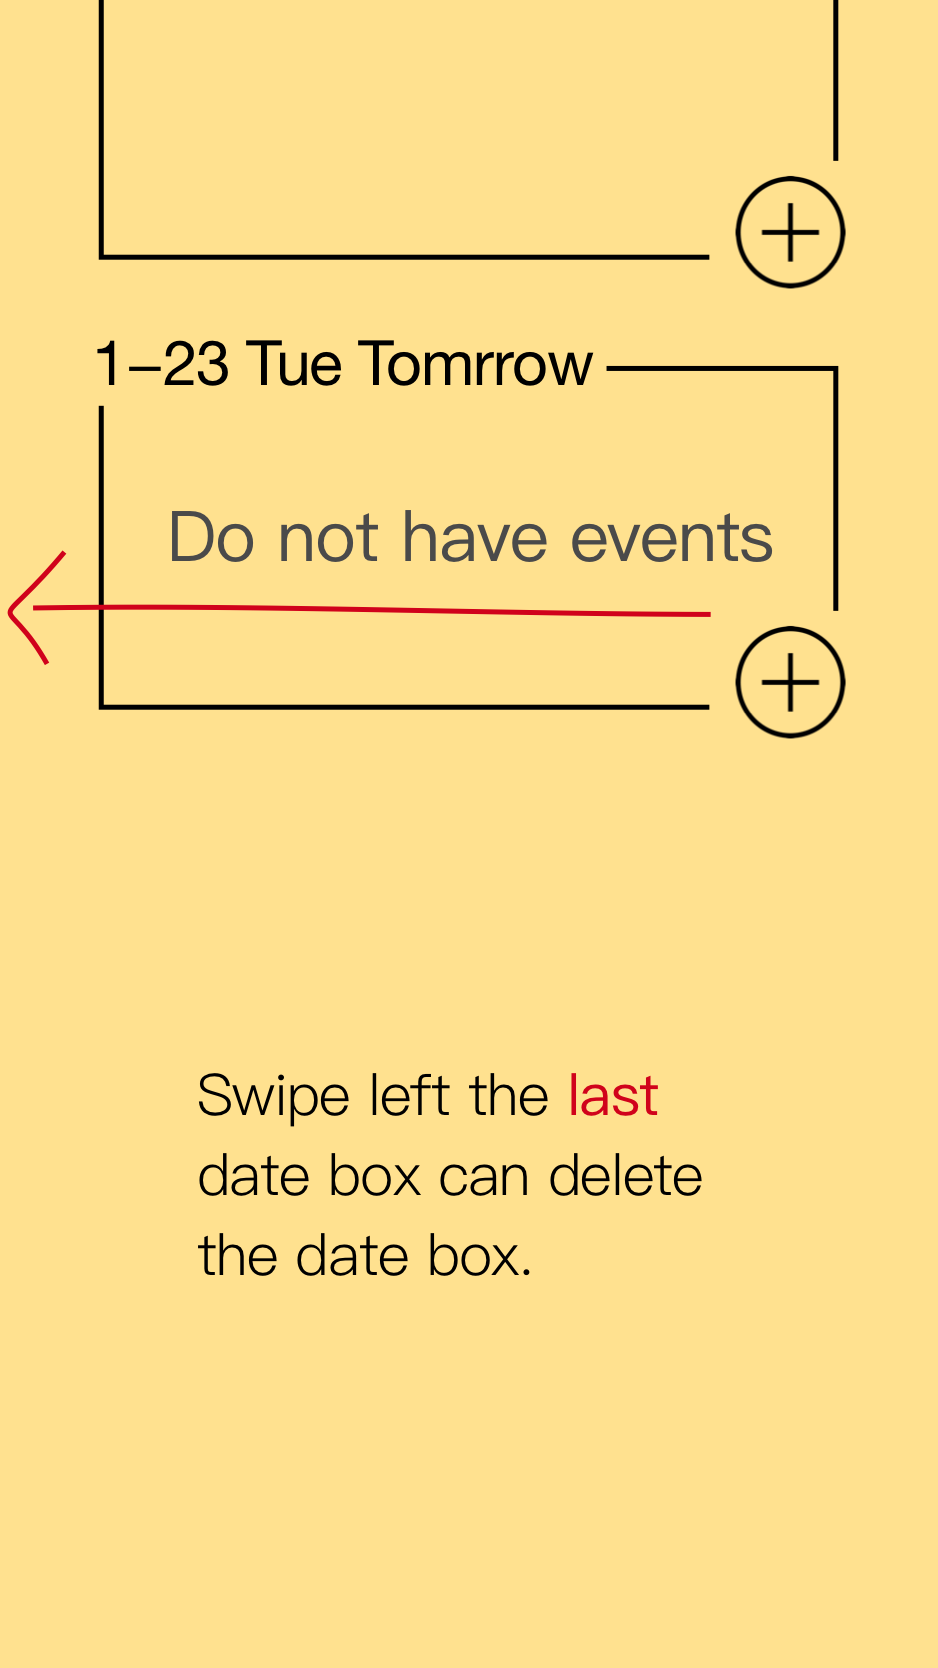 1–23 Tue Tomrrow
Do not have events
Swipe left the last
date box can delete
the date box.